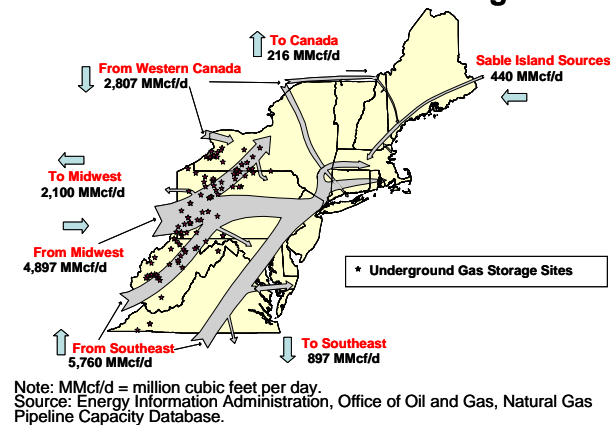 To Canada
216 MMcf/d
From Western Canada
2,807 MMcf/d
Sable Island Sources
440 MMcf/d
To Midwest
2,100 MMcf/d
From Midwest
4,897 MMcf/d
* Underground Gas Storage Sites
From Southeast
5,760 MMcf/d
To Southeast
897 MMcf/d
Note: MMcf/d = million cubic feet per day.
Source: Energy Information Administration, Office of Oil and Gas, Natural Gas
Pipeline Capacity Database.